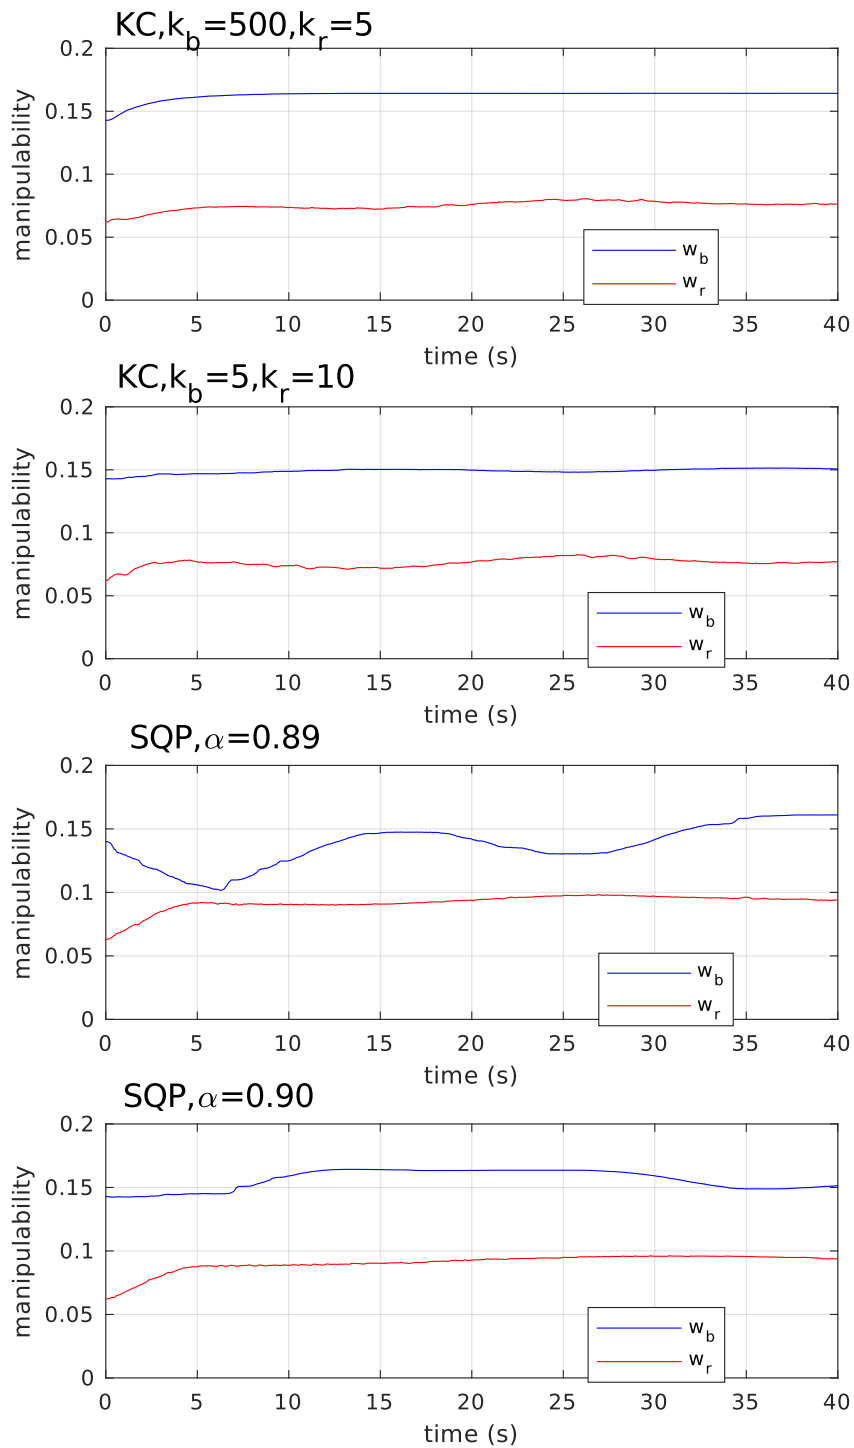 KC,k_b=500,k_r=5
0.2
0.15
0.1
0.05
0
manipulability
w_b
w_r
0 5 10 15 20 25 30 35 40
time (s)
KC,k_b=5,k_r=10
0.2
0.15
0.1
0.05
0
manipulability
w_b
w_r
0 5 10 15 20 25 30 35 40
time (s)
SQP,α=0.89
0.2
0.15
0.1
0.05
0
manipulability
w_b
w_r
0 5 10 15 20 25 30 35 40
time (s)
SQP,α=0.90
0.2
0.15
0.1
0.05
0
manipulability
w_b
w_r
0 5 10 15 20 25 30 35 40
time (s)